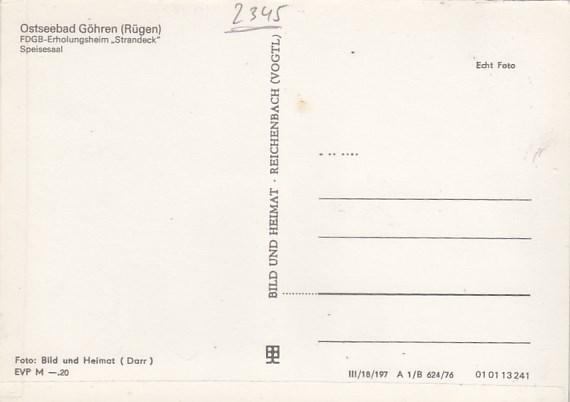 2345
Ostseebad Göhren (Rügen)
FDGB-Erholungsheim „Strandeck"
Speisesaal
Echt Foto
BILD UND HEIMAT · REICHENBACH (VOGTL)
Foto: Bild und Heimat (Darr)
EVP M —.20
III/18/197 A 1/B 624/76 01 01 13 241